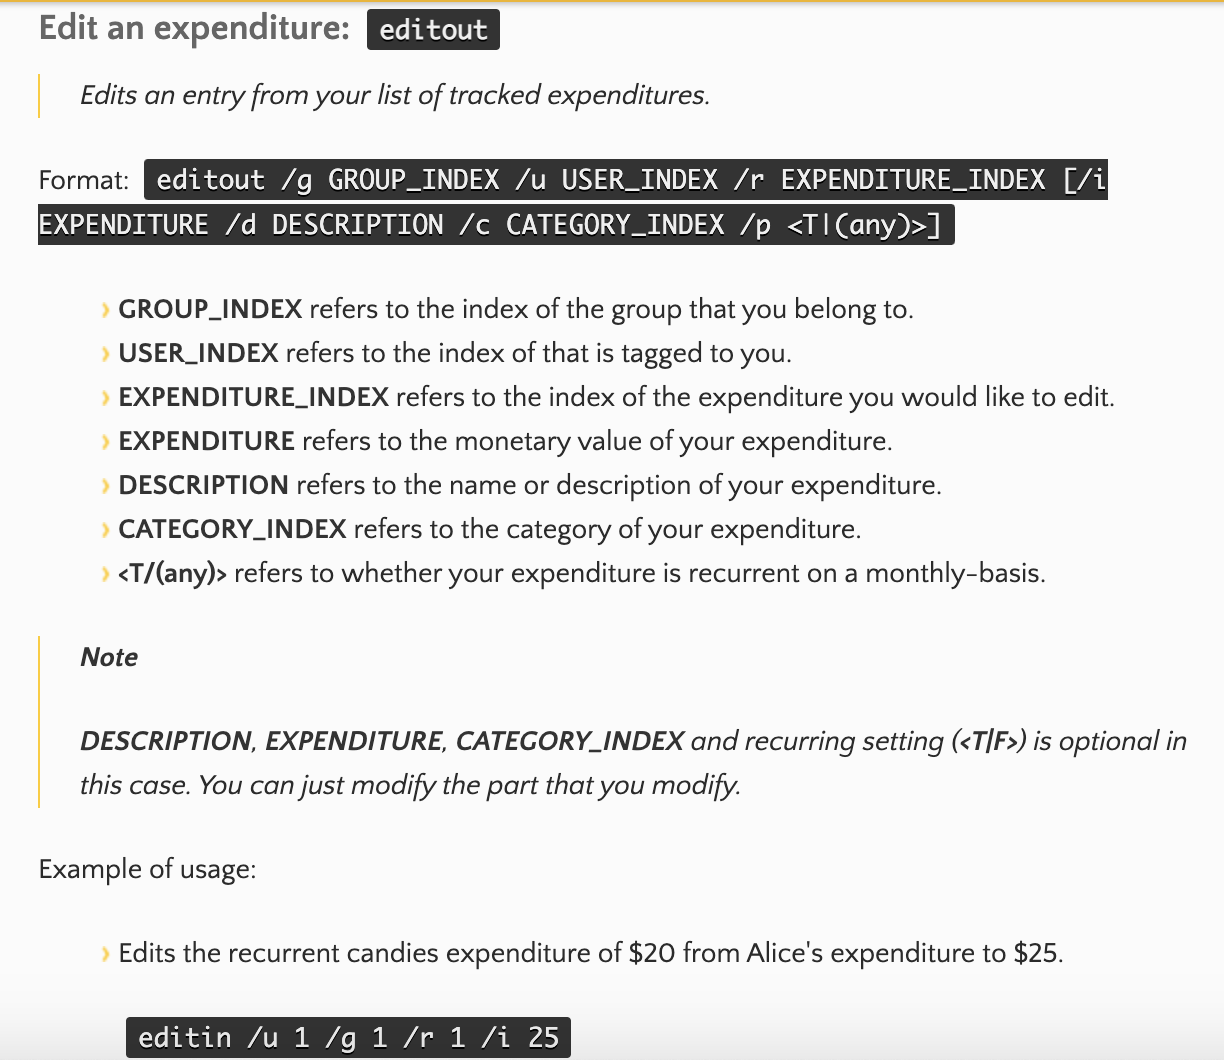 Edit an expenditure: editout
Edits an entry from your list of tracked expenditures.
Format: editout /g GROUP_INDEX /u USER_INDEX /r EXPENDITURE_INDEX [/i
EXPENDITURE /d DESCRIPTION /c CATEGORY_INDEX /p <T|(any)>]
› GROUP_INDEX refers to the index of the group that you belong to.
› USER_INDEX refers to the index of that is tagged to you.
› EXPENDITURE_INDEX refers to the index of the expenditure you would like to edit.
› EXPENDITURE refers to the monetary value of your expenditure.
› DESCRIPTION refers to the name or description of your expenditure.
› CATEGORY_INDEX refers to the category of your expenditure.
› <T/(any)> refers to whether your expenditure is recurrent on a monthly-basis.
Note
DESCRIPTION, EXPENDITURE, CATEGORY_INDEX and recurring setting (<T|F>) is optional in
this case. You can just modify the part that you modify.
Example of usage:
› Edits the recurrent candies expenditure of $20 from Alice's expenditure to $25.
editin /u 1 /g 1 /r 1 /i 25